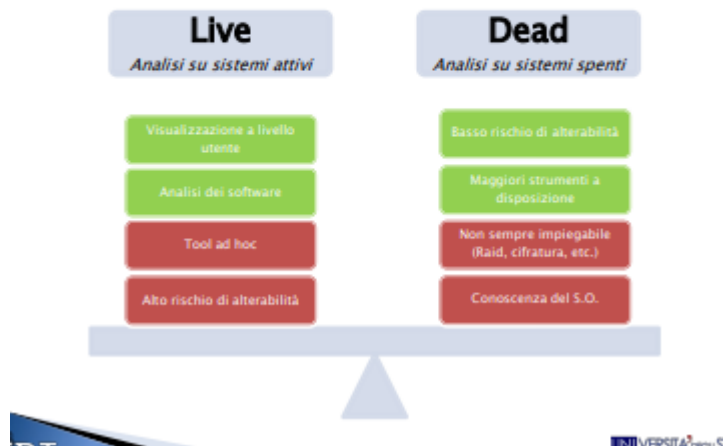 Live
Analisi su sistemi attivi
Dead
Analisi su sistemi spenti
Visualizzazione a livello
utente
Analisi dei software
Tool ad hoc
Alto rischio di alterabilità
Basso rischio di alterabilità
Maggiori strumenti a
disposizione
Non sempre impiegabile
(Raid, cifratura, etc.)
Conoscenza del S.O.